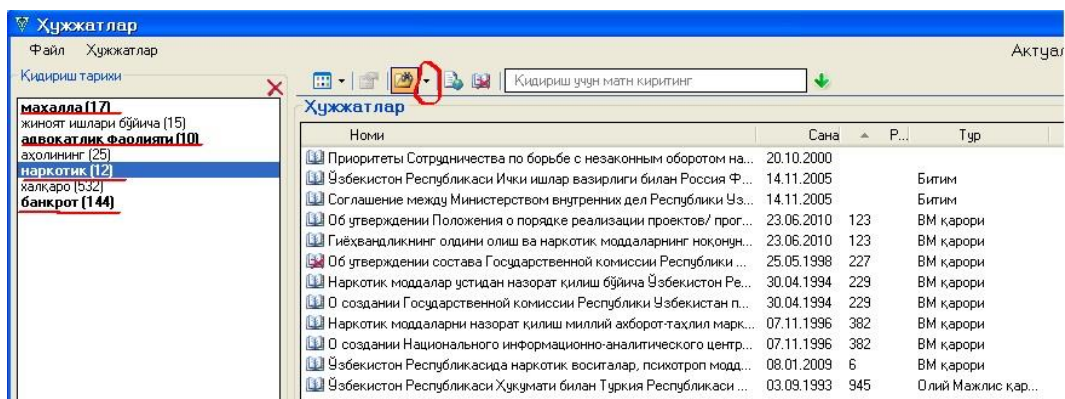 Ҳужжатлар
Файл Ҳужжатлар Актуал
Қидириш тарихи
Қидириш учун матн киритинг
махалла (17)
жиноят ишлари бўйича (15)
адвокатлик фаолияти (10)
ахолининг (25)
наркотик (12)
халқаро (532)
банкрот (144)
Ҳужжатлар
Номи Сана Р... Тур
Приоритеты Сотрудничества по борьбе с незаконным оборотом на... 20.10.2000
Ўзбекистон Республикаси Ички ишлар вазирлиги билан Россия Ф... 14.11.2005 Битим
Соглашение между Министерством внутренних дел Республики Уз... 14.11.2005 Битим
Об утверждении Положения о порядке реализации проектов/ прог... 23.06.2010 123 ВМ қарори
Гиёҳвандликнинг олдини олиш ва наркотик моддаларнинг ноқонун... 23.06.2010 123 ВМ қарори
Об утверждении состава Государственной комиссии Республики ... 25.05.1998 227 ВМ қарори
Наркотик моддалар устидан назорат қилиш бўйича Ўзбекистон Ре... 30.04.1994 229 ВМ қарори
О создании Государственной комиссии Республики Узбекистан п... 30.04.1994 229 ВМ қарори
Наркотик моддаларни назорат қилиш миллий ахборот-таҳлил марк... 07.11.1996 382 ВМ қарори
О создании Национального информационно-аналитического центр... 07.11.1996 382 ВМ қарори
Ўзбекистон Республикасида наркотик воситалар, психотроп модд... 08.01.2009 6 ВМ қарори
Ўзбекистон Республикаси Ҳукумати билан Туркия Республикаси ... 03.09.1993 945 Олий Мажлис қар...